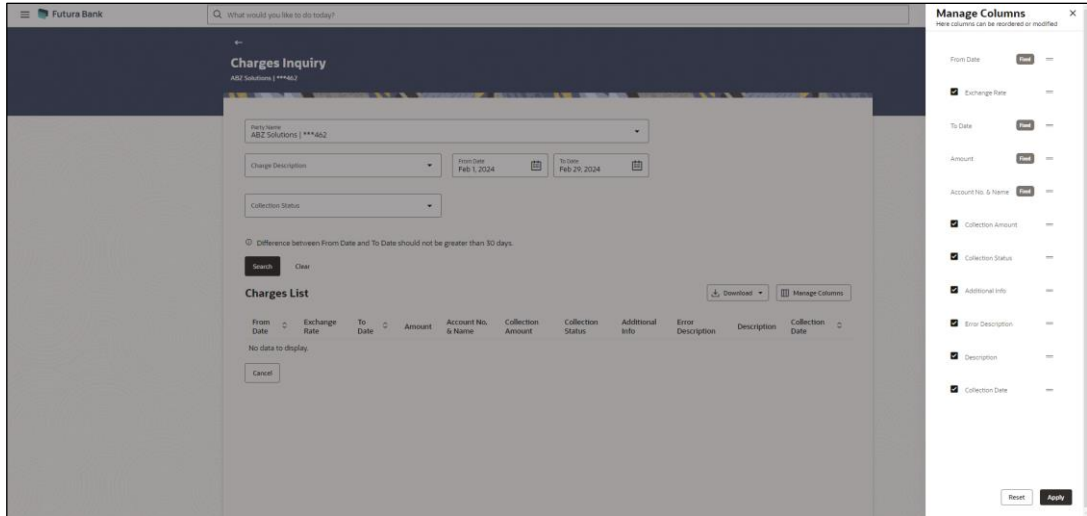 Futura Bank
What would you like to do today?
Charges Inquiry
ABZ Solutions | ***462
Party Name
ABZ Solutions | ***462
Charge Description
From Date
Feb 1, 2024
To Date
Feb 29, 2024
Collection Status
Difference between From Date and To Date should not be greater than 30 days.
Search Clear
Charges List
Download Manage Columns
From Date Exchange Rate To Date Amount Account No. & Name Collection Amount Collection Status Additional Info Error Description Description Collection Date
No data to display.
Cancel
Manage Columns
Here columns can be reordered or modified
From Date Fixed
Exchange Rate
To Date Fixed
Amount Fixed
Account No. & Name Fixed
Collection Amount
Collection Status
Additional Info
Error Description
Description
Collection Date
Reset Apply